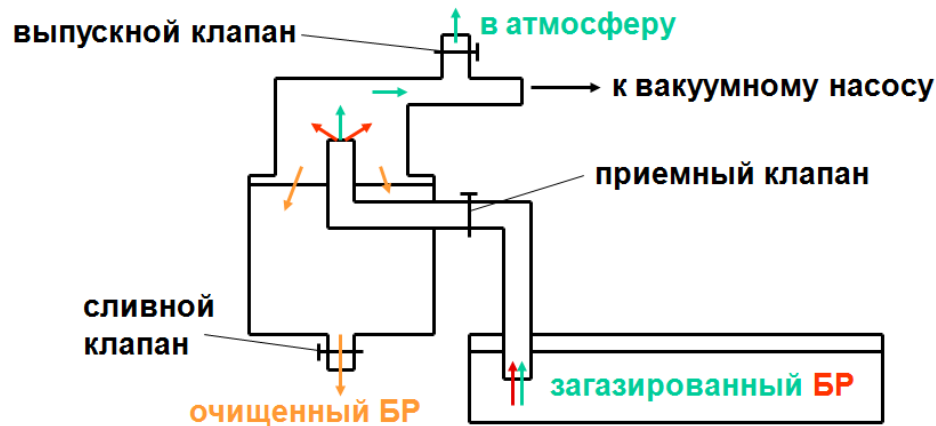 выпускной клапан
в атмосферу
к вакуумному насосу
приемный клапан
сливной
клапан
загазированный БР
очищенный БР